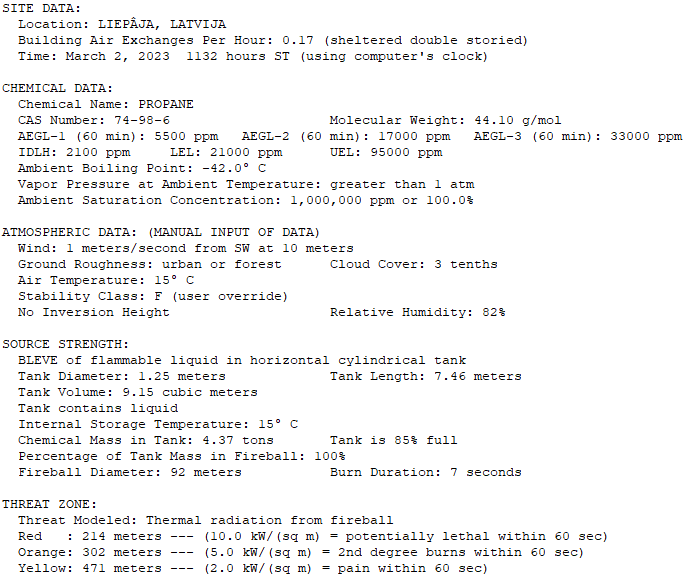 SITE DATA:
Location: LIEPÂJA, LATVIJA
Building Air Exchanges Per Hour: 0.17 (sheltered double storied)
Time: March 2, 2023 1132 hours ST (using computer's clock)
CHEMICAL DATA:
Chemical Name: PROPANE
CAS Number: 74-98-6 Molecular Weight: 44.10 g/mol
AEGL-1 (60 min): 5500 ppm AEGL-2 (60 min): 17000 ppm AEGL-3 (60 min): 33000 ppm
IDLH: 2100 ppm LEL: 21000 ppm UEL: 95000 ppm
Ambient Boiling Point: -42.0° C
Vapor Pressure at Ambient Temperature: greater than 1 atm
Ambient Saturation Concentration: 1,000,000 ppm or 100.0%
ATMOSPHERIC DATA: (MANUAL INPUT OF DATA)
Wind: 1 meters/second from SW at 10 meters
Ground Roughness: urban or forest Cloud Cover: 3 tenths
Air Temperature: 15° C
Stability Class: F (user override)
No Inversion Height Relative Humidity: 82%
SOURCE STRENGTH:
BLEVE of flammable liquid in horizontal cylindrical tank
Tank Diameter: 1.25 meters Tank Length: 7.46 meters
Tank Volume: 9.15 cubic meters
Tank contains liquid
Internal Storage Temperature: 15° C
Chemical Mass in Tank: 4.37 tons Tank is 85% full
Percentage of Tank Mass in Fireball: 100%
Fireball Diameter: 92 meters Burn Duration: 7 seconds
THREAT ZONE:
Threat Modeled: Thermal radiation from fireball
Red : 214 meters --- (10.0 kW/(sq m) = potentially lethal within 60 sec)
Orange: 302 meters --- (5.0 kW/(sq m) = 2nd degree burns within 60 sec)
Yellow: 471 meters --- (2.0 kW/(sq m) = pain within 60 sec)